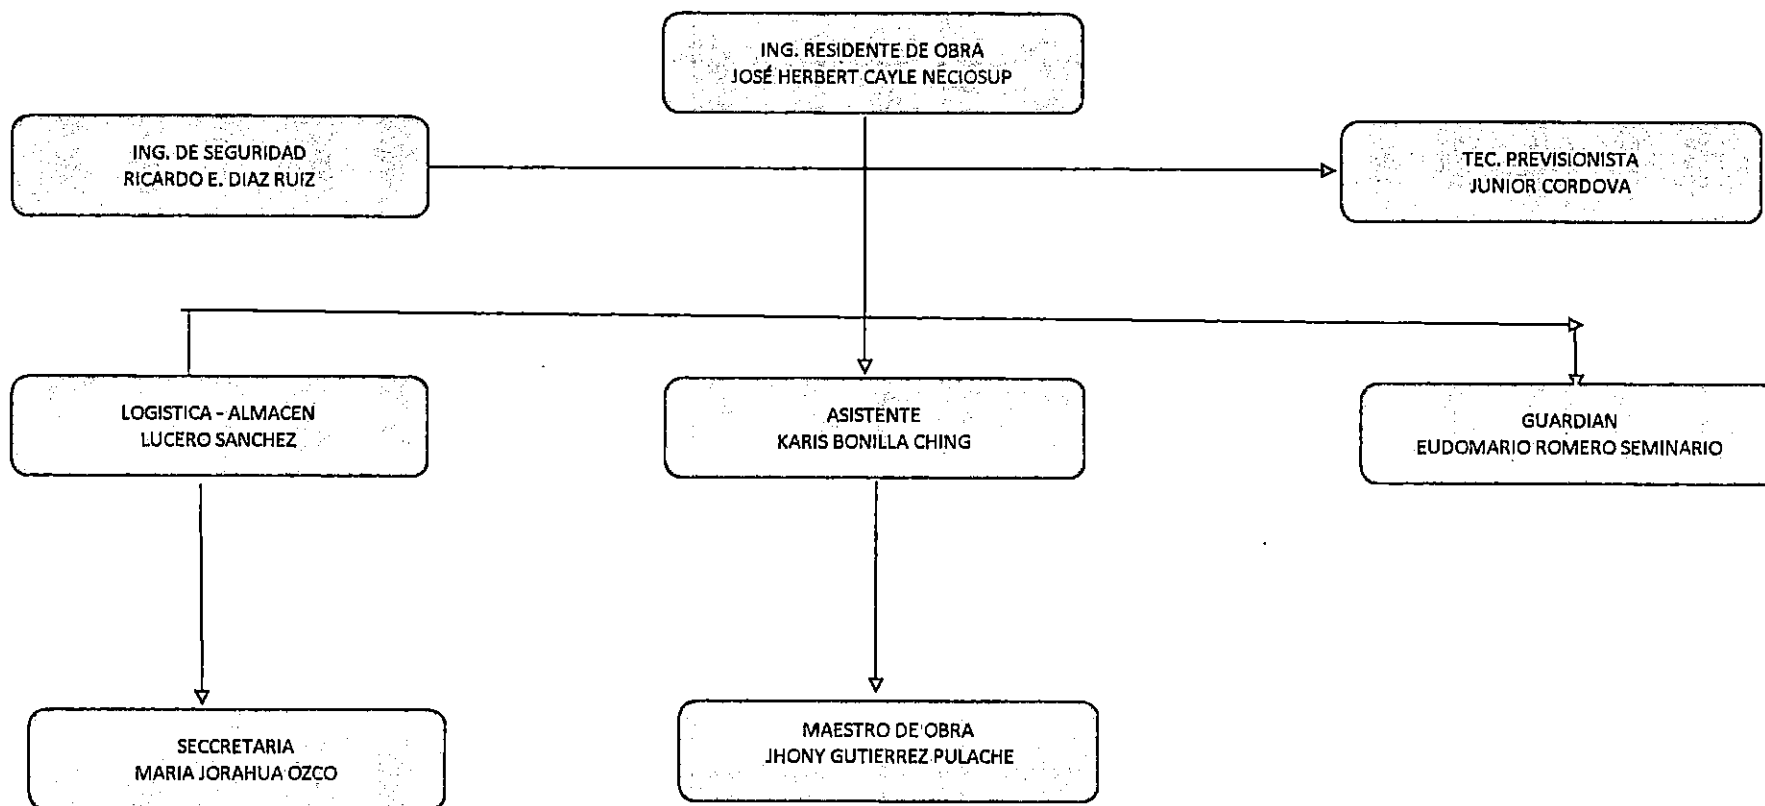 ING. RESIDENTE DE OBRA
JOSÉ HERBERT CAYLE NECIOSUP
ING. DE SEGURIDAD
RICARDO E. DIAZ RUIZ
TEC. PREVISIONISTA
JUNIOR CORDOVA
LOGISTICA - ALMACEN
LUCERO SANCHEZ
ASISTENTE
KARIS BONILLA CHING
GUARDIAN
EUDOMARIO ROMERO SEMINARIO
SECCRETARIA
MARIA JORAHUA OZCO
MAESTRO DE OBRA
JHONY GUTIERREZ PULACHE